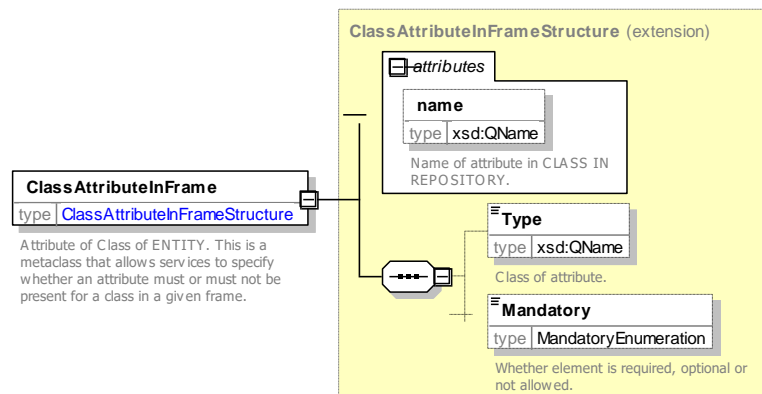 ClassAttributeInFrameStructure (extension)
attributes
name
type xsd:QName
Name of attribute in CLASS IN
REPOSITORY.
ClassAttributeInFrame
type ClassAttributeInFrameStructure
Attribute of Class of ENTITY. This is a
metaclass that allows services to specify
whether an attribute must or must not be
present for a class in a given frame.
Type
type xsd:QName
Class of attribute.
Mandatory
type MandatoryEnumeration
Whether element is required, optional or
not allowed.